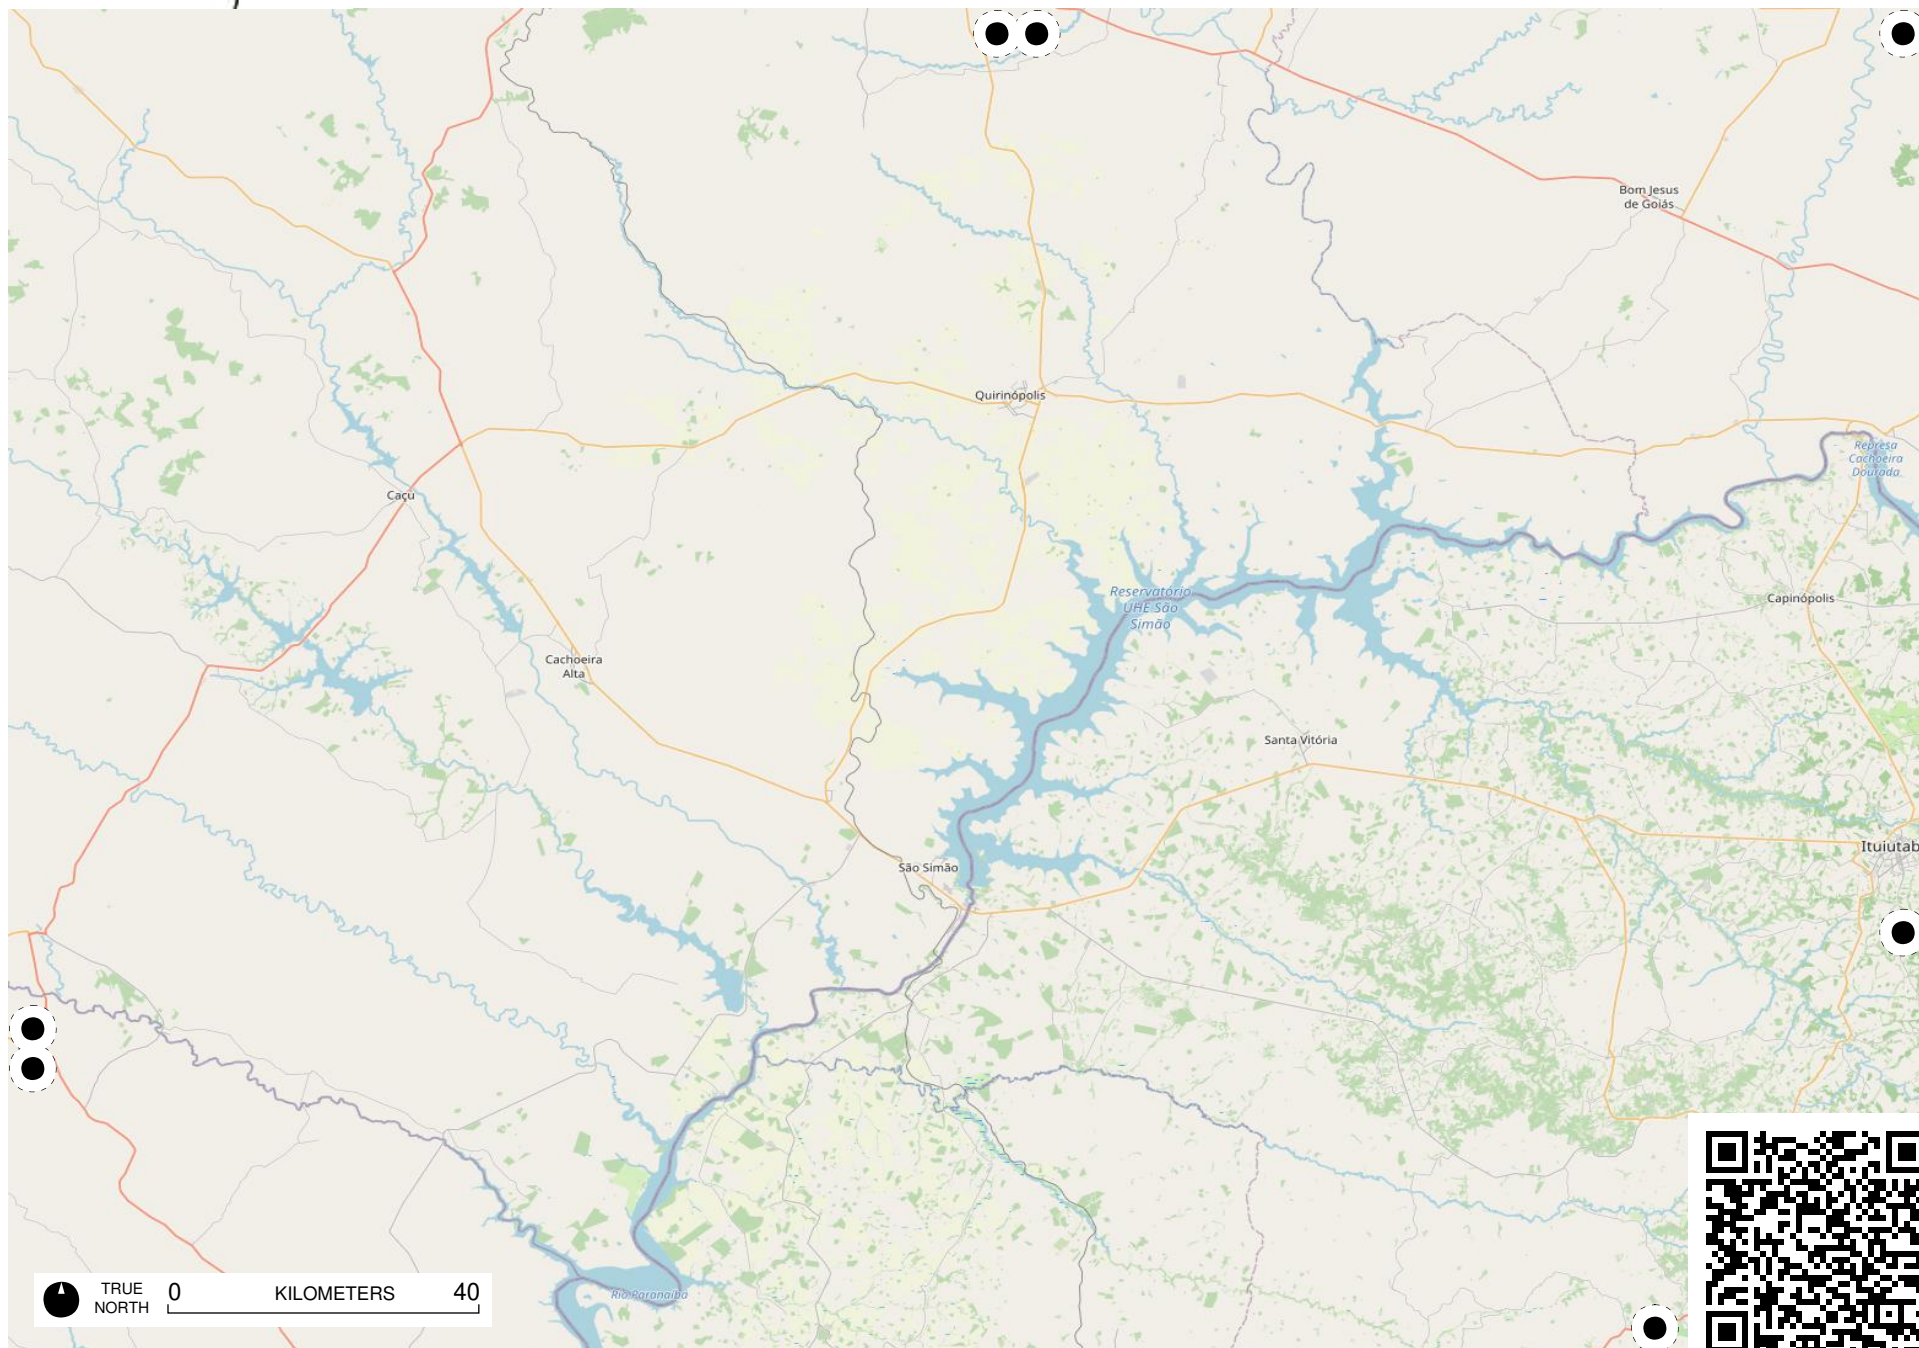 Bom Jesus
de Goiás
Quirinópolis
Represa
Cachoeira
Dourada
Caçu
Reservatório
UHE São
Simão
Capinópolis
Cachoeira
Alta
Santa Vitória
Ituiutab
São Simão
TRUE
NORTH
0 KILOMETERS 40
Rio Paranaíba